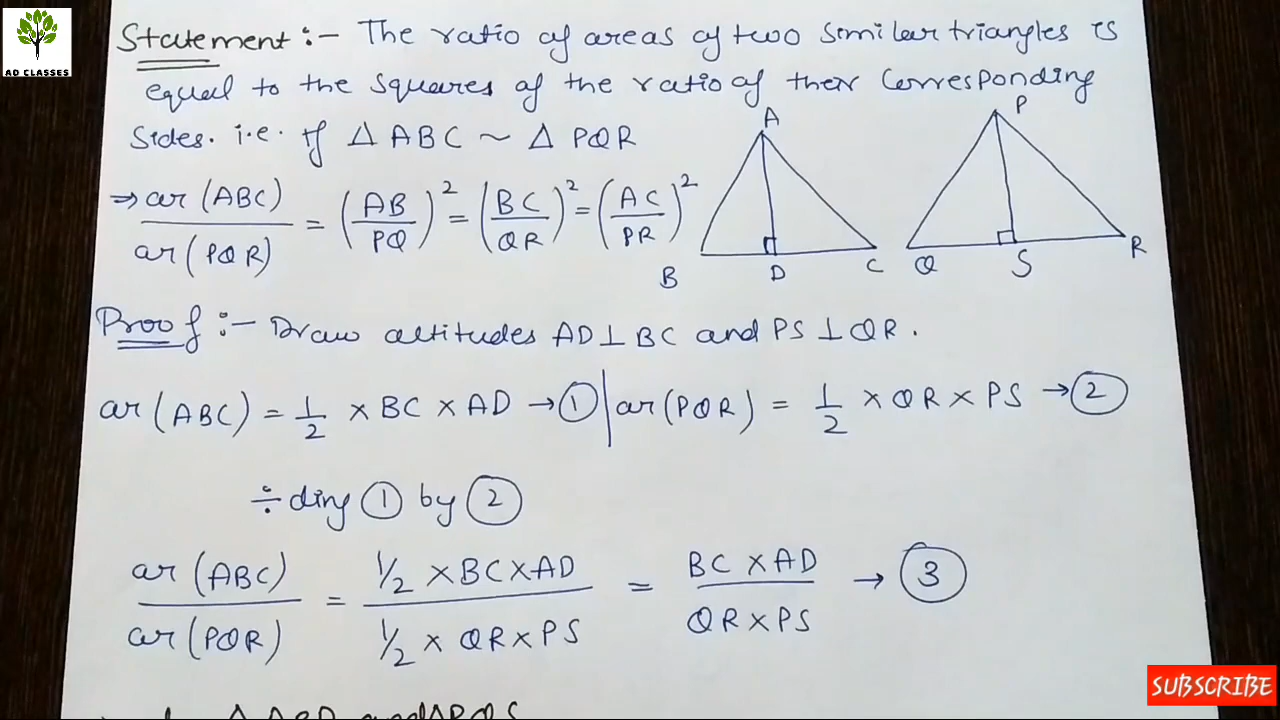 AD CLASSES
Statement :- The ratio of areas of two similar triangles is
equal to the squares of the ratio of their corresponding
sides. i.e. if △ ABC ~ △ PQR
⇒ ar (ABC) / ar (PQR) = (AB / PQ)² = (BC / QR)² = (AC / PR)²
A
B D C
P
Q S R
Proof :- Draw altitudes AD ⊥ BC and PS ⊥ QR.
ar (ABC) = 1/2 × BC × AD → ① | ar (PQR) = 1/2 × QR × PS → ②
÷ding ① by ②
ar (ABC) / ar (PQR) = 1/2 × BC × AD / 1/2 × QR × PS = BC × AD / QR × PS → ③
SUBSCRIBE